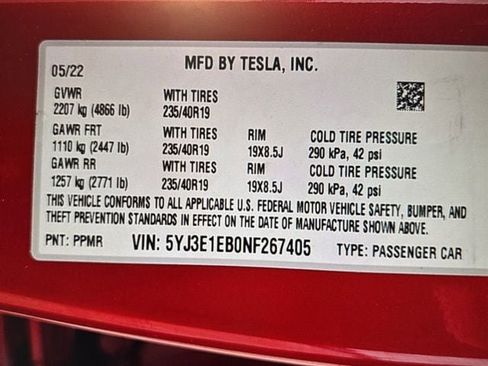 MFD BY TESLA, INC.
05/22
GVWR WITH TIRES
2207 kg (4866 lb) 235/40R19
GAWR FRT WITH TIRES RIM COLD TIRE PRESSURE
1110 kg (2447 lb) 235/40R19 19X8.5J 290 kPa, 42 psi
GAWR RR WITH TIRES RIM COLD TIRE PRESSURE
1257 kg (2771 lb) 235/40R19 19X8.5J 290 kPa, 42 psi
THIS VEHICLE CONFORMS TO ALL APPLICABLE U.S. FEDERAL MOTOR VEHICLE SAFETY, BUMPER, AND
THEFT PREVENTION STANDARDS IN EFFECT ON THE DATE OF MANUFACTURE SHOWN ABOVE.
PNT: PPMR VIN: 5YJ3E1EB0NF267405 TYPE: PASSENGER CAR